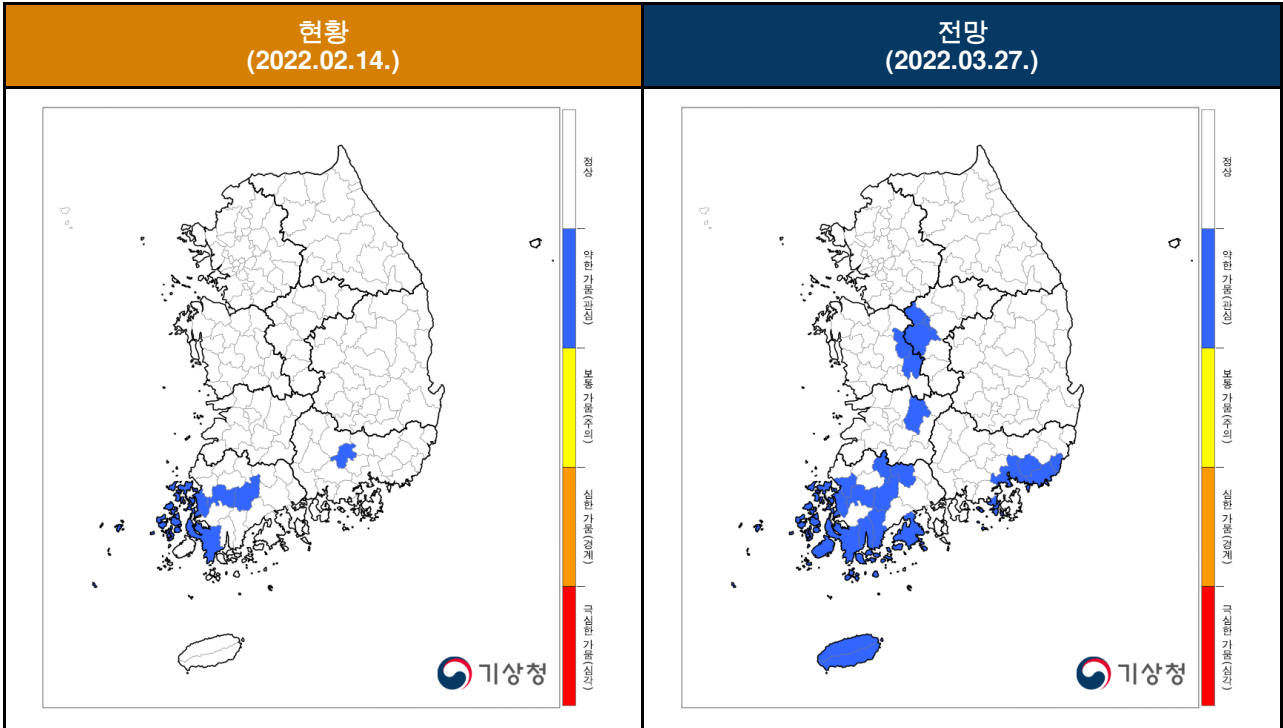 현황
(2022.02.14.)
정상
약한 가뭄(관심)
보통 가뭄(주의)
심한 가뭄(경계)
극심한 가뭄(심각)
기상청
전망
(2022.03.27.)
정상
약한 가뭄(관심)
보통 가뭄(주의)
심한 가뭄(경계)
극심한 가뭄(심각)
기상청